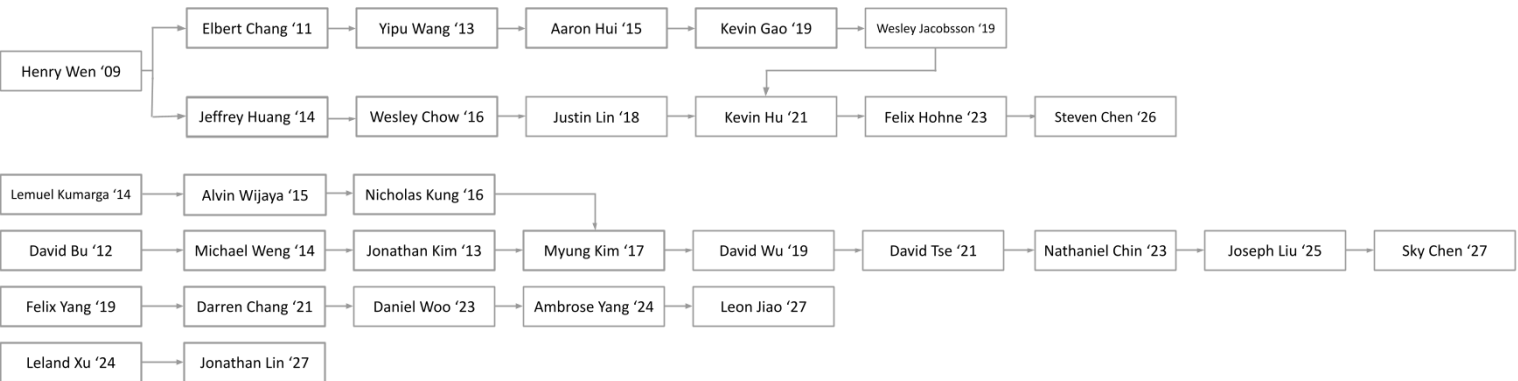 Elbert Chang ‘11
Yipu Wang ‘13
Aaron Hui ‘15
Kevin Gao ‘19
Wesley Jacobsson ‘19
Henry Wen ‘09
Jeffrey Huang ‘14
Wesley Chow ‘16
Justin Lin ‘18
Kevin Hu ‘21
Felix Hohne ‘23
Steven Chen ‘26
Lemuel Kumarga ‘14
Alvin Wijaya ‘15
Nicholas Kung ‘16
David Bu ‘12
Michael Weng ‘14
Jonathan Kim ‘13
Myung Kim ‘17
David Wu ‘19
David Tse ‘21
Nathaniel Chin ‘23
Joseph Liu ‘25
Sky Chen ‘27
Felix Yang ‘19
Darren Chang ‘21
Daniel Woo ‘23
Ambrose Yang ‘24
Leon Jiao ‘27
Leland Xu ‘24
Jonathan Lin ‘27